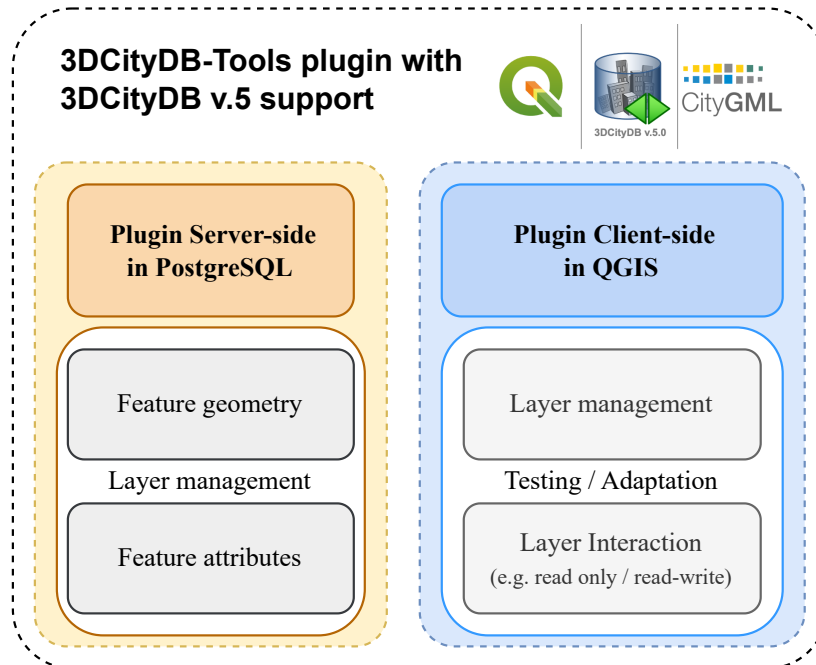 3DCityDB-Tools plugin with
3DCityDB v.5 support
3DCityDB v.5.0
CityGML
Plugin Server-side
in PostgreSQL
Feature geometry
Layer management
Feature attributes
Plugin Client-side
in QGIS
Layer management
Testing / Adaptation
Layer Interaction
(e.g. read only / read-write)